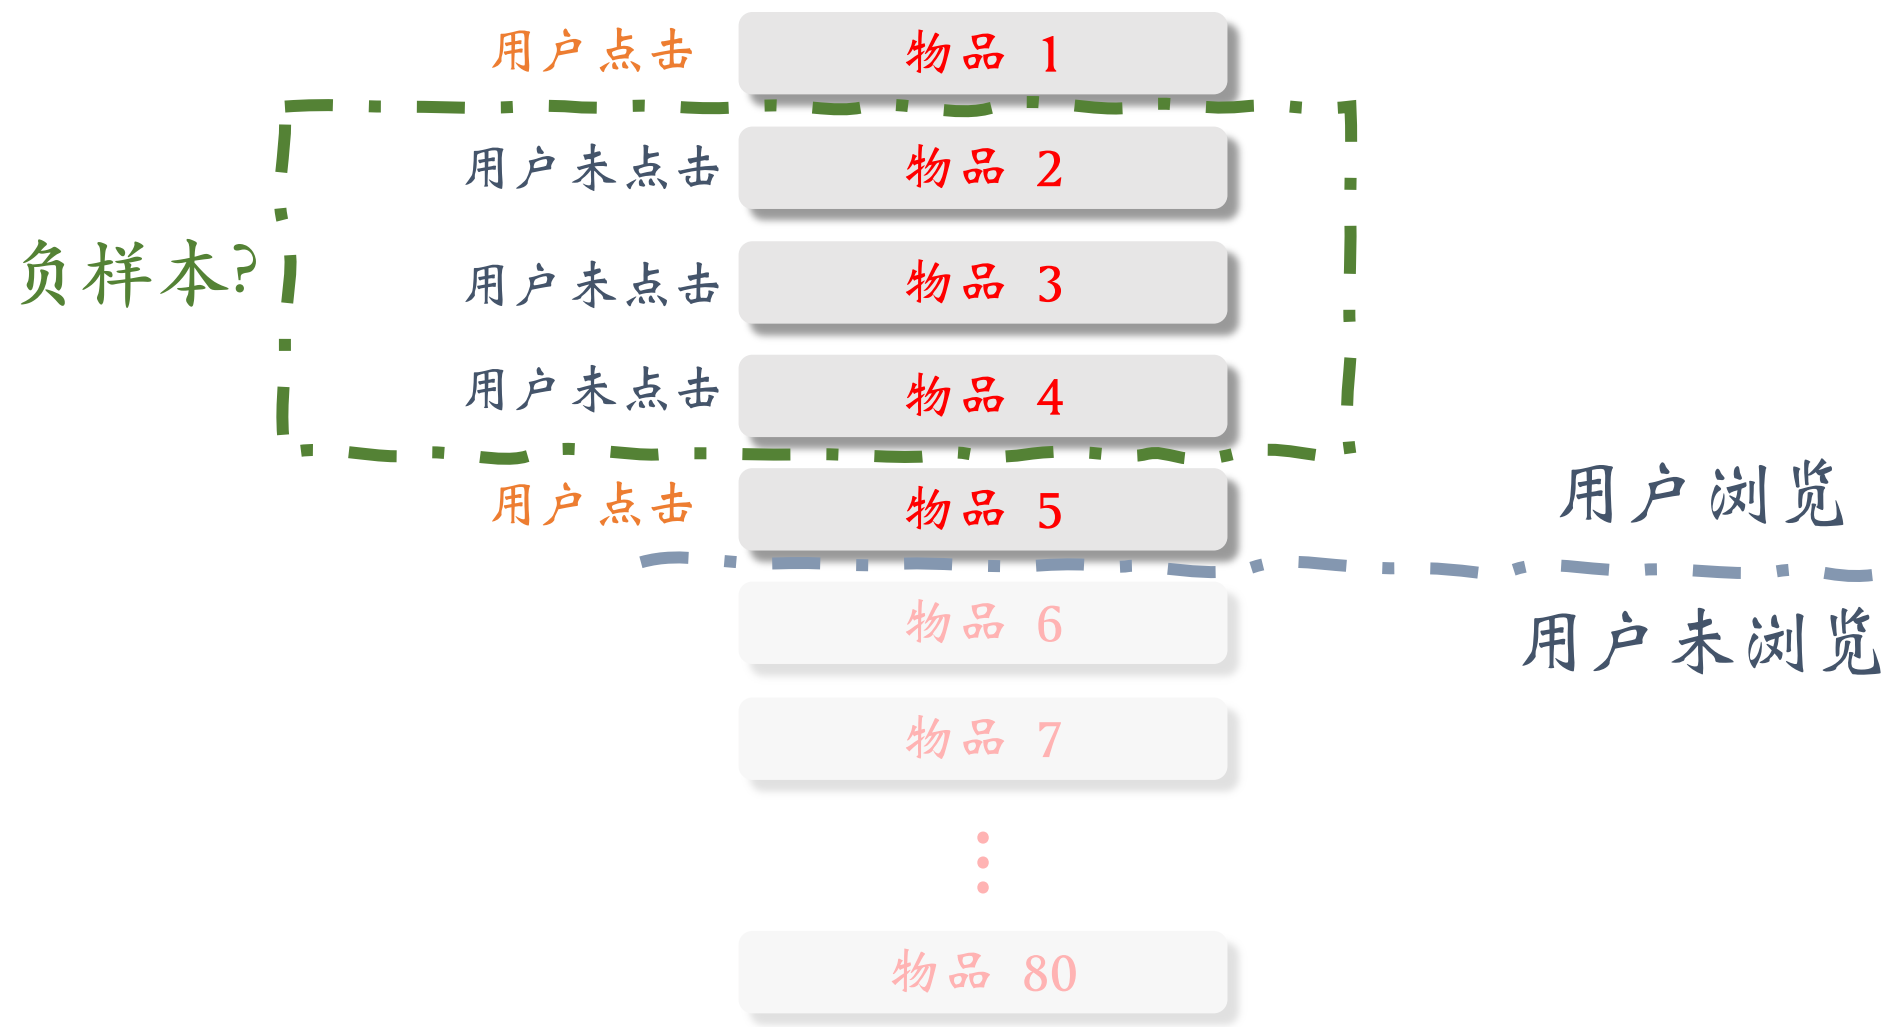 用户点击 物品 1
用户未点击 物品 2
负样本?
用户未点击 物品 3
用户未点击 物品 4
用户点击 物品 5
用户浏览
用户未浏览
物品 6
物品 7
⋮
物品 80